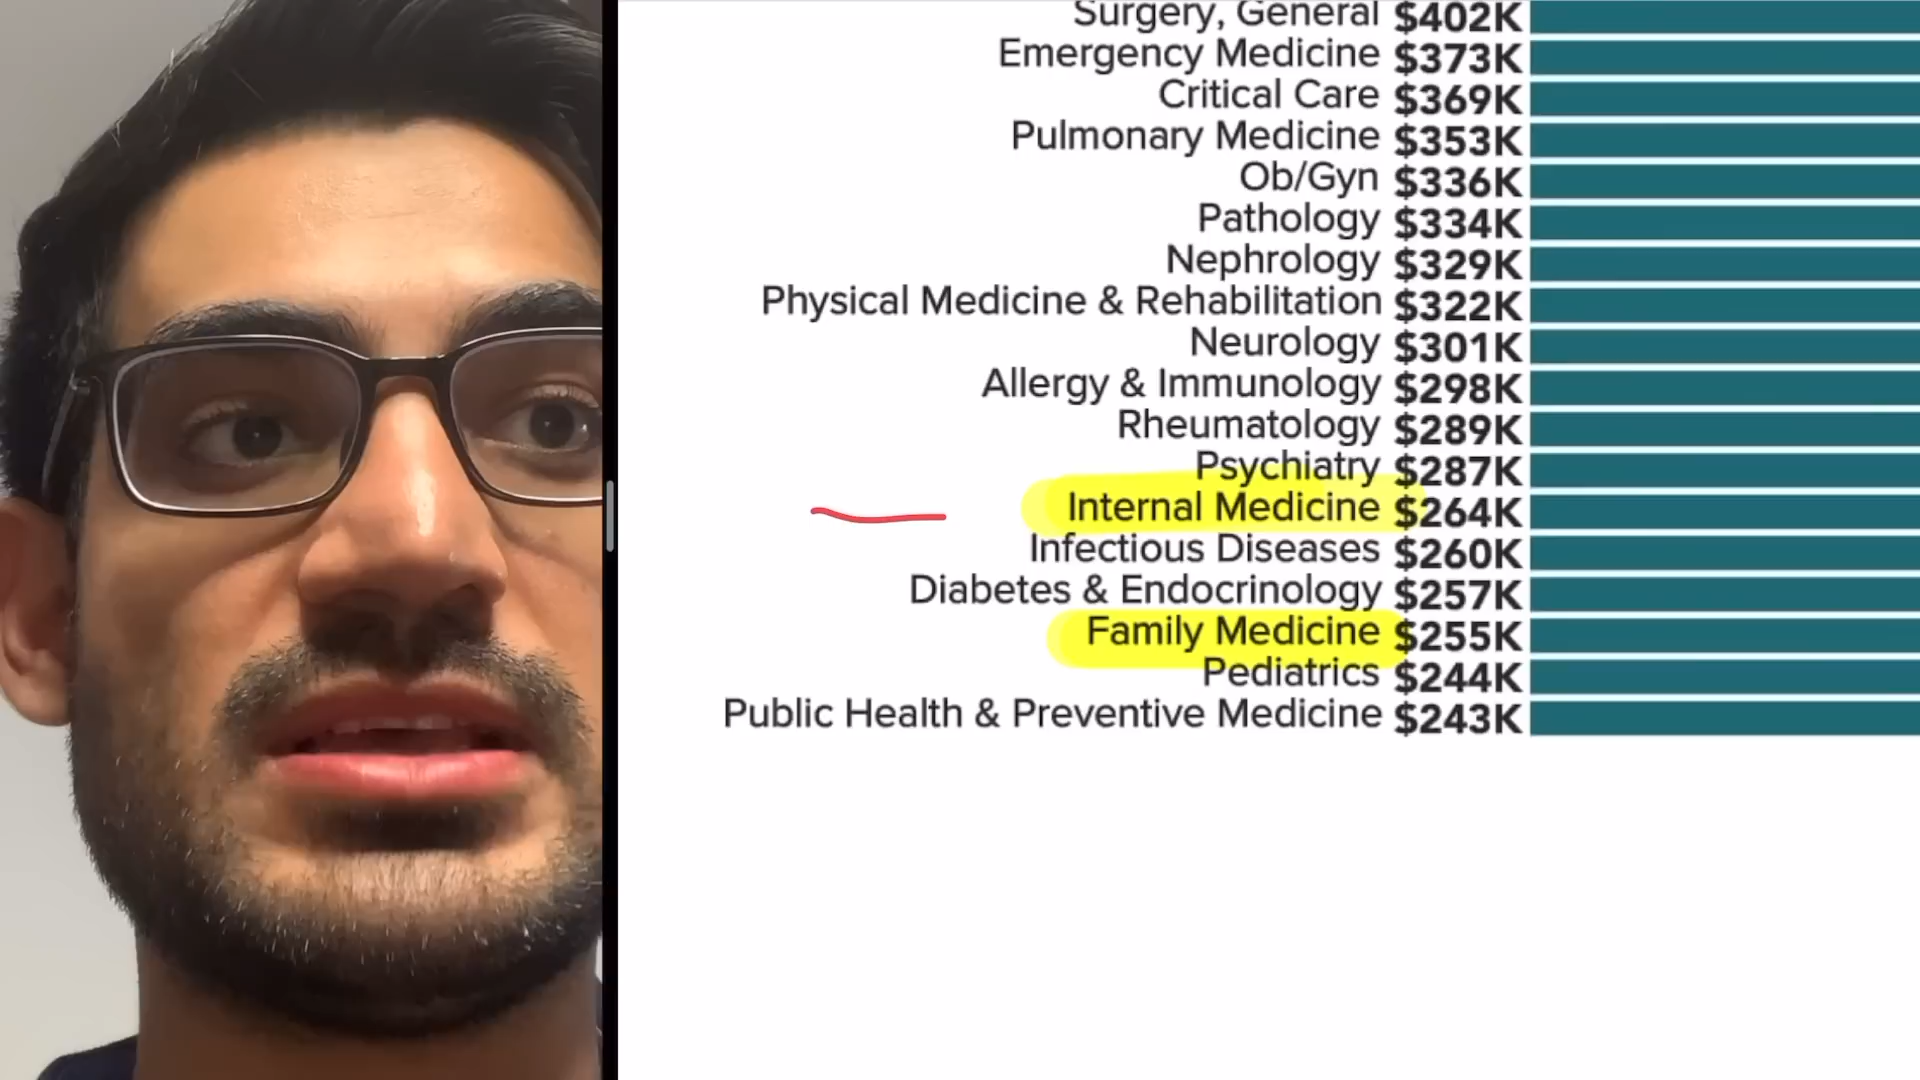 Surgery, General $402K
Emergency Medicine $373K
Critical Care $369K
Pulmonary Medicine $353K
Ob/Gyn $336K
Pathology $334K
Nephrology $329K
Physical Medicine & Rehabilitation $322K
Neurology $301K
Allergy & Immunology $298K
Rheumatology $289K
Psychiatry $287K
Internal Medicine $264K
Infectious Diseases $260K
Diabetes & Endocrinology $257K
Family Medicine $255K
Pediatrics $244K
Public Health & Preventive Medicine $243K